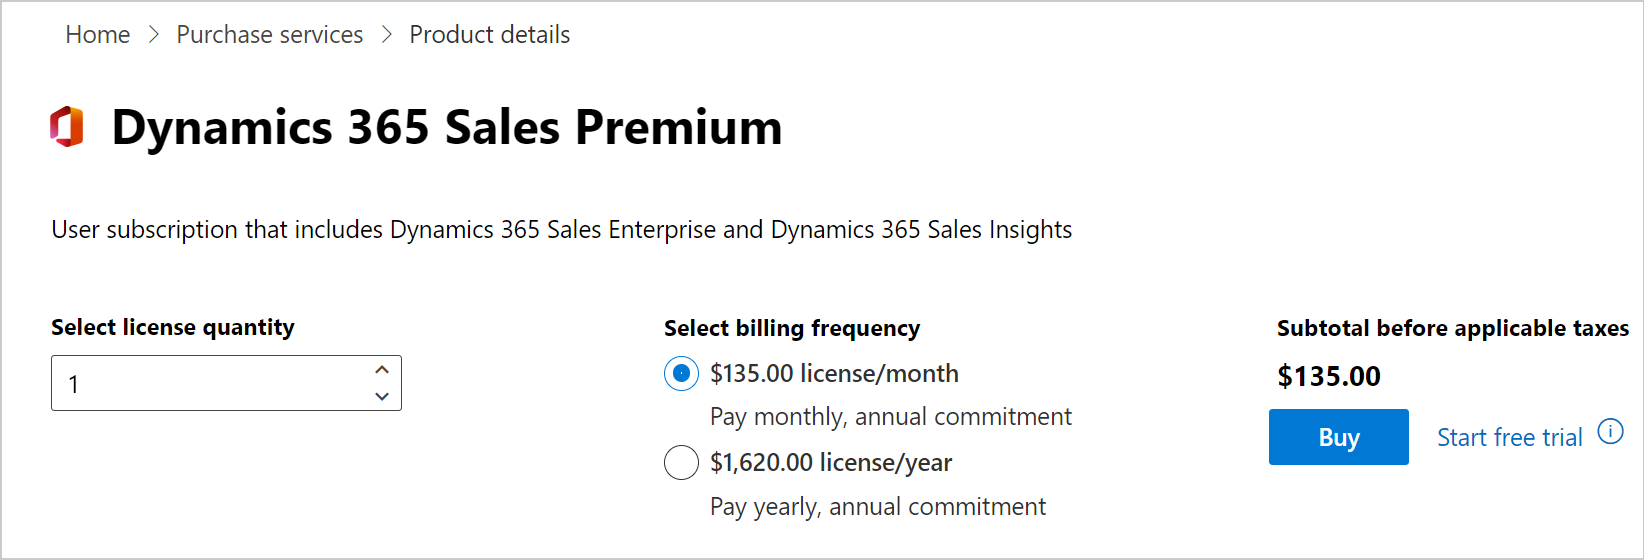 Home > Purchase services > Product details
Dynamics 365 Sales Premium
User subscription that includes Dynamics 365 Sales Enterprise and Dynamics 365 Sales Insights
Select license quantity
1
Select billing frequency
$135.00 license/month
Pay monthly, annual commitment
$1,620.00 license/year
Pay yearly, annual commitment
Subtotal before applicable taxes
$135.00
Buy
Start free trial